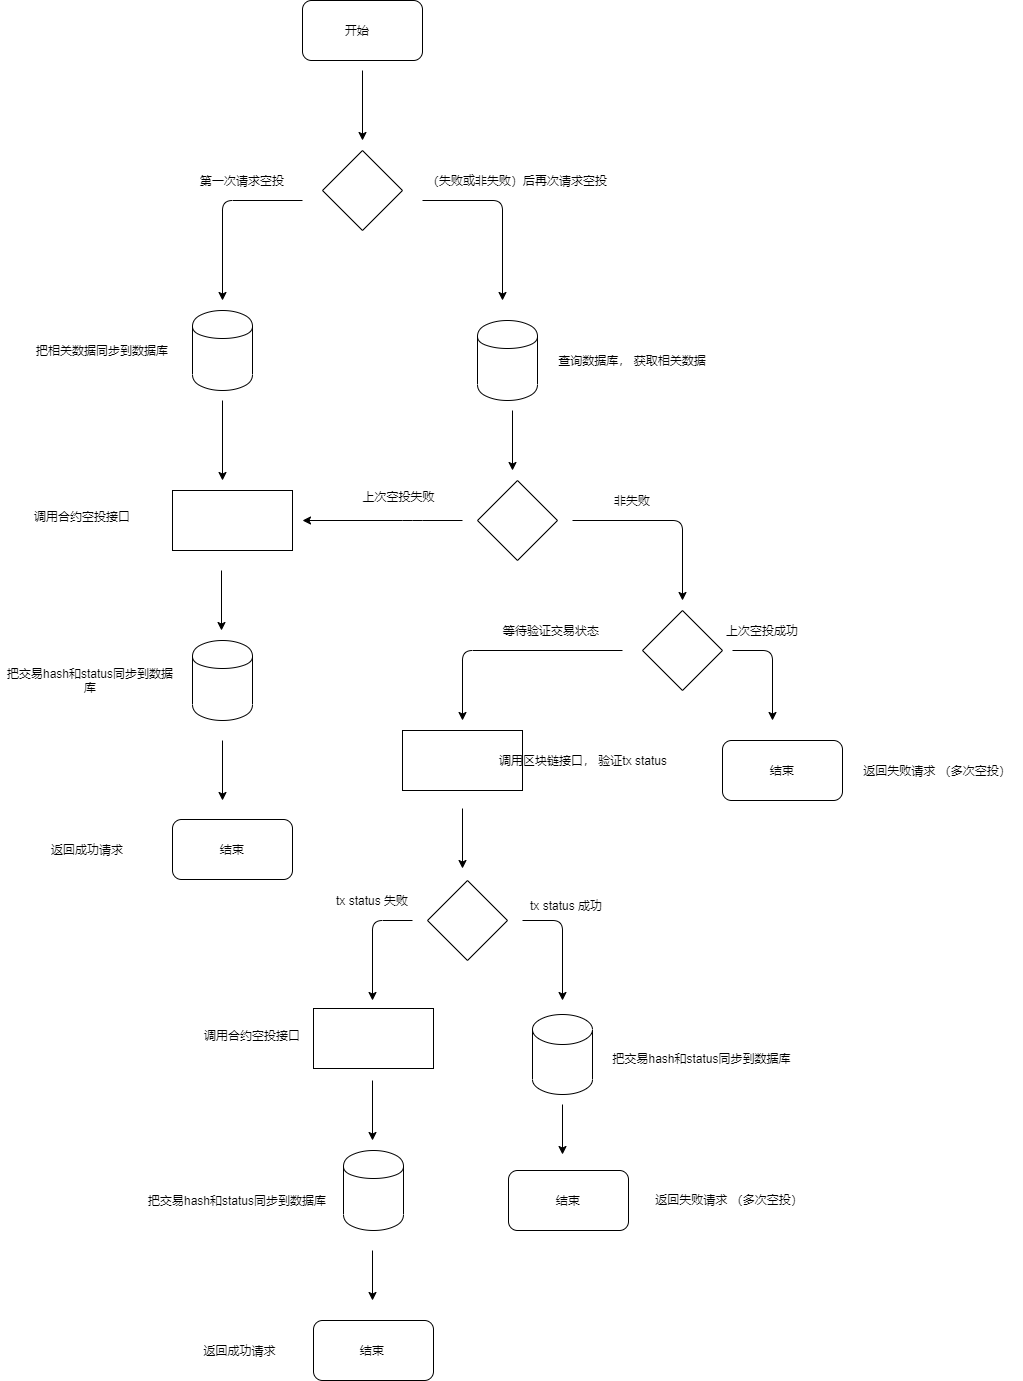 开始
第一次请求空投
（失败或非失败）后再次请求空投
把相关数据同步到数据库
查询数据库， 获取相关数据
上次空投失败
非失败
调用合约空投接口
等待验证交易状态
上次空投成功
把交易hash和status同步到数据
库
调用区块链接口， 验证tx status
结束
返回失败请求 （多次空投）
返回成功请求
结束
tx status 失败
tx status 成功
调用合约空投接口
把交易hash和status同步到数据库
把交易hash和status同步到数据库
结束
返回失败请求 （多次空投）
返回成功请求
结束